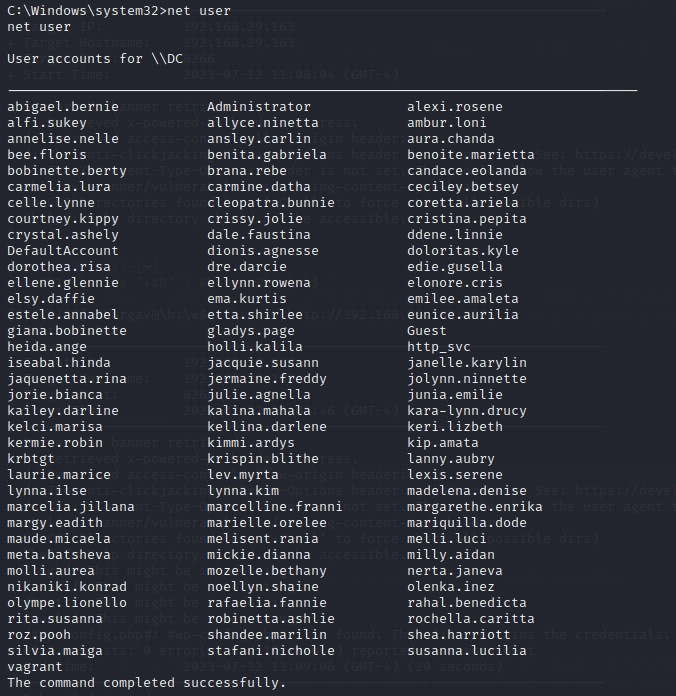 C:\Windows\system32>net user
net user
User accounts for \\DC
-------------------------------------------------------------------------------
abigael.bernie Administrator alexi.rosene
alfi.sukey allyce.ninetta ambur.loni
annelise.nelle ansley.carlin aura.chanda
bee.floris benita.gabriela benoite.marietta
bobinette.berty brana.rebe candace.eolanda
carmelia.lura carmine.datha ceciley.betsey
celle.lynne cleopatra.bunnie coretta.ariela
courtney.kippy crissy.jolie cristina.pepita
crystal.ashely dale.faustina ddene.linnie
DefaultAccount dionis.agnesse doloritas.kyle
dorothea.risa dre.darcie edie.gusella
ellene.glennie ellynn.rowena elonore.cris
elsy.daffie ema.kurtis emilee.amaleta
estele.annabel etta.shirlee eunice.aurilia
giana.bobinette gladys.page Guest
heida.ange holli.kalila http_svc
iseabal.hinda jacquie.susann janelle.karylin
jaquenetta.rina jermaine.freddy jolynn.ninnette
jorie.bianca julie.agnella junia.emilie
kailey.darline kalina.mahala kara-lynn.drucy
kelci.marisa kellina.darlene keri.lizbeth
kermie.robin kimmi.ardys kip.amata
krbtgt krispin.blithe lanny.aubry
laurie.marice lev.myrta lexis.serene
lynna.ilse lynna.kim madelena.denise
marcelia.jillana marcelline.franni margarethe.enrika
margy.eadith marielle.orelee mariquilla.dode
maude.micaela melisent.rania melli.luci
meta.batsheva mickie.dianna milly.aidan
molli.aurea mozelle.bethany nerta.janeva
nikaniki.konrad noellyn.shaine olenka.inez
olympe.lionello rafaelia.fannie rahal.benedicta
rita.susanna robinetta.ashlie rochella.caritta
roz.pooh shandee.marilin shea.harriott
silvia.maiga stafani.nicholle susanna.lucilia
vagrant
The command completed successfully.